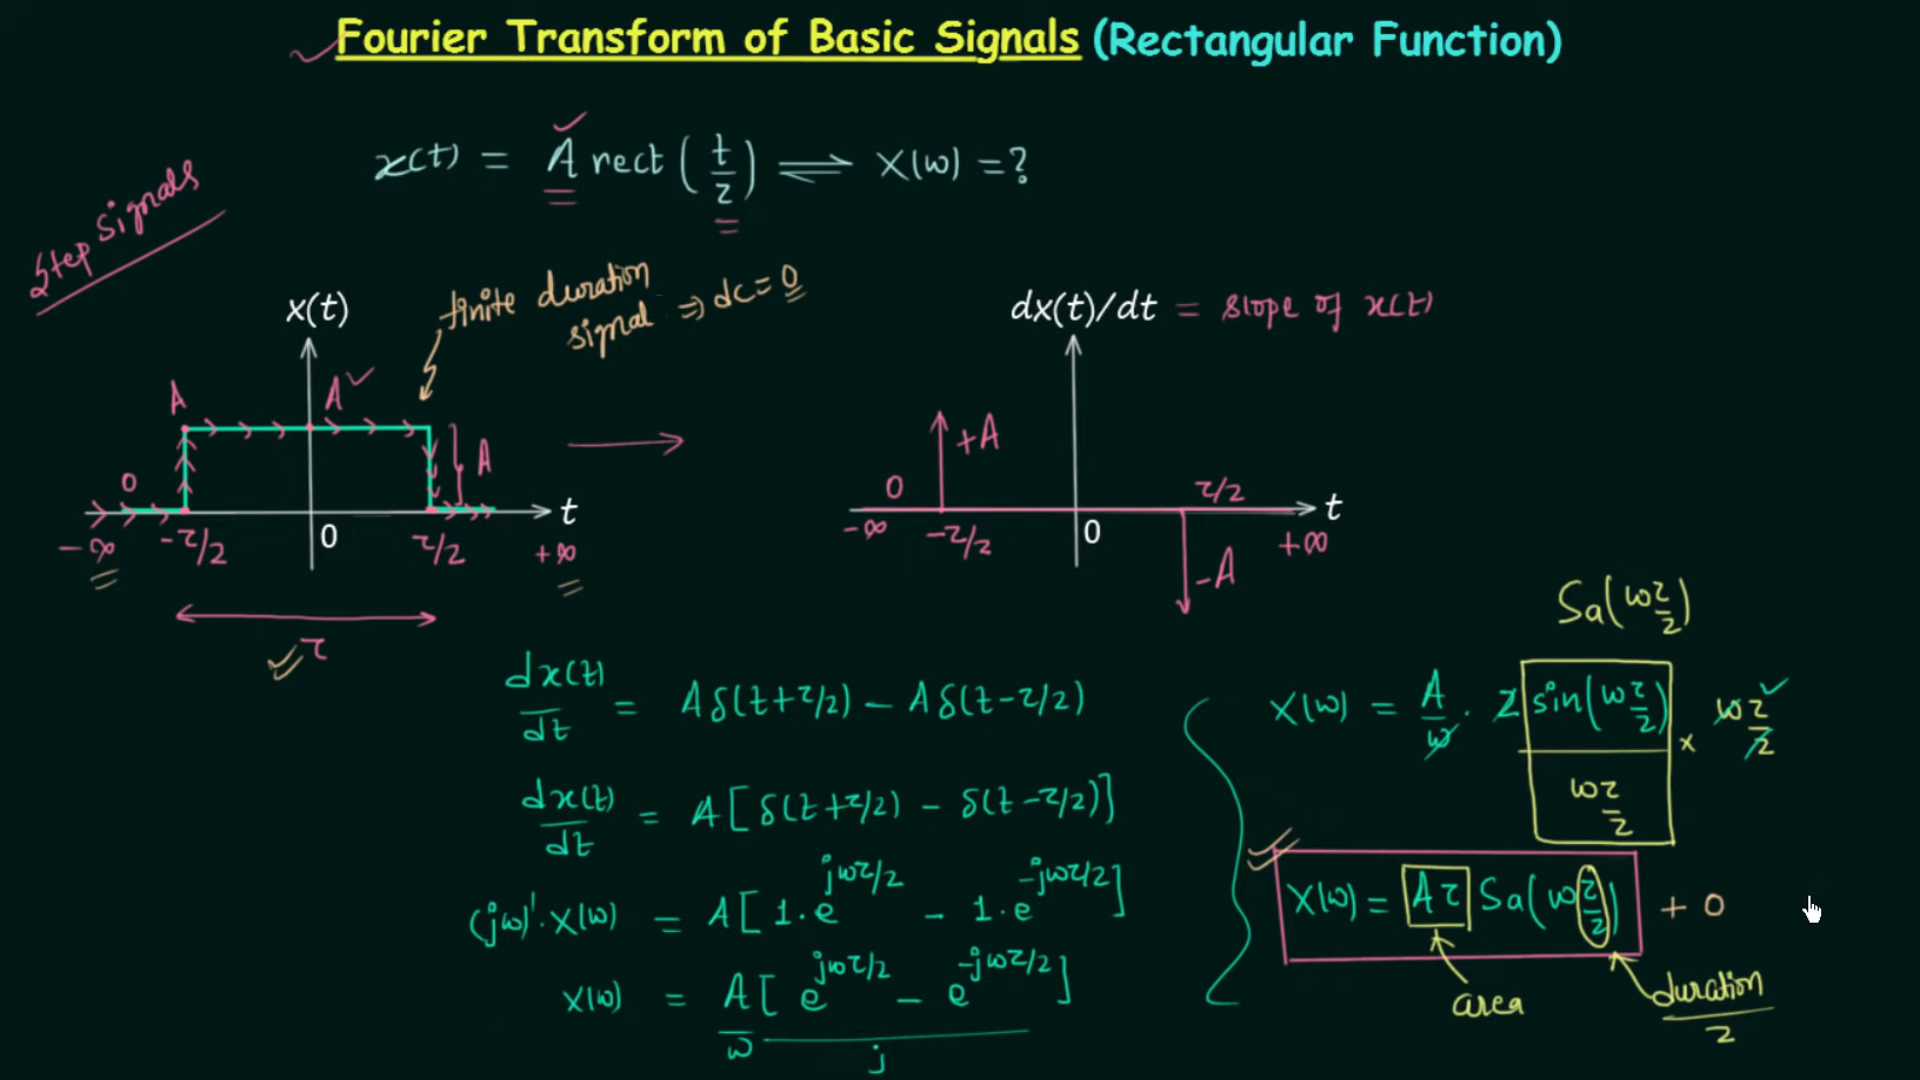 Fourier Transform of Basic Signals (Rectangular Function)
x(t) = A rect(t/τ) ⇌ X(ω) = ?
Step Signals
finite duration
signal ⇒ dc = 0
x(t)
A
A
0
A
t
-∞
-τ/2
0
τ/2
+∞
τ
dx(t)/dt = slope of x(t)
+A
0
τ/2
t
-∞
-τ/2
0
+∞
-A
dx(t)/dt = Aδ(t+τ/2) - Aδ(t-τ/2)
dx(t)/dt = A[δ(t+τ/2) - δ(t-τ/2)]
(jω)¹·X(ω) = A[1·e^{jωτ/2} - 1·e^{-jωτ/2}]
X(ω) = A/ω [e^{jωτ/2} - e^{-jωτ/2}]/j
Sa(ωτ/2)
X(ω) = A/ω · 2 sin(ωτ/2)/(ωτ/2) × ωτ/2
X(ω) = Aτ Sa(ωτ/2) + 0
area
duration/2